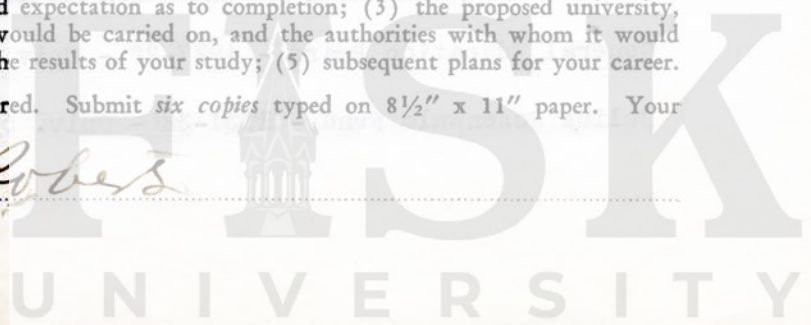 d expectation as to completion; (3) the proposed university,
would be carried on, and the authorities with whom it would
he results of your study; (5) subsequent plans for your career.
red. Submit six copies typed on 8½″ x 11″ paper. Your
Roberts
FISK
UNIVERSITY